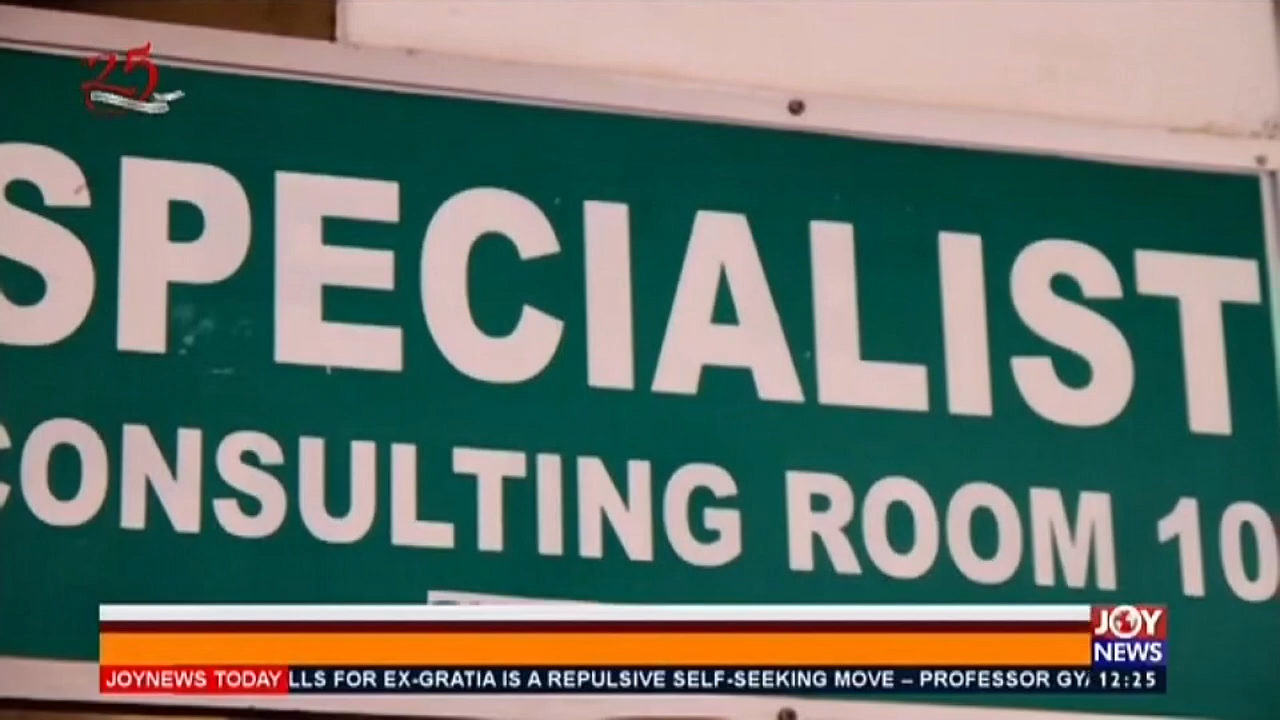 25
SPECIALIST
CONSULTING ROOM 10
JOY
NEWS
JOYNEWS TODAY LLS FOR EX-GRATIA IS A REPULSIVE SELF-SEEKING MOVE – PROFESSOR GY 12:25